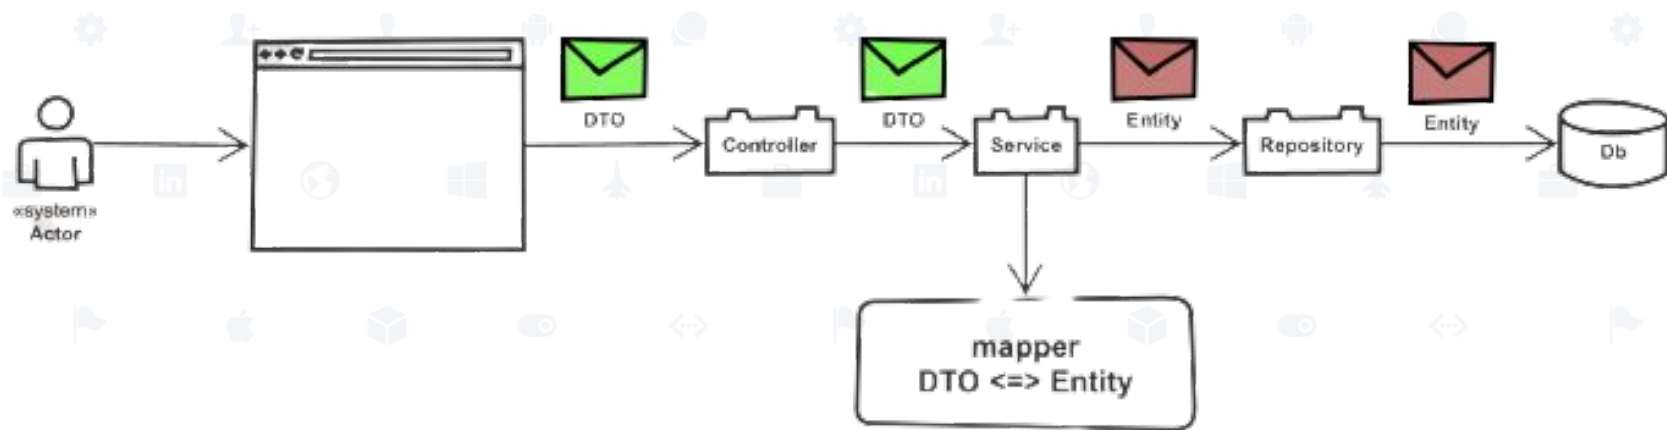 DTO
DTO
Entity
Entity
Controller
Service
Repository
Db
«system»
Actor
mapper
DTO <=> Entity